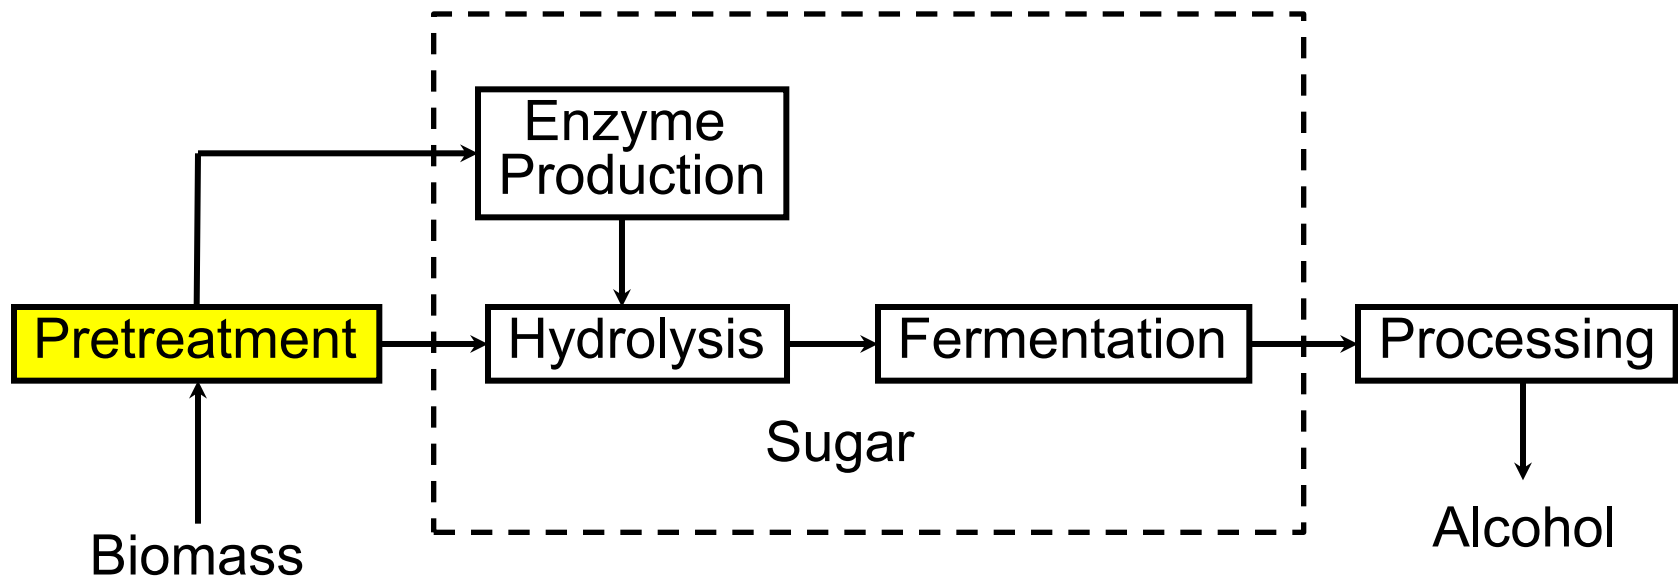 Enzyme
Production
Pretreatment
Hydrolysis
Fermentation
Processing
Sugar
Biomass
Alcohol